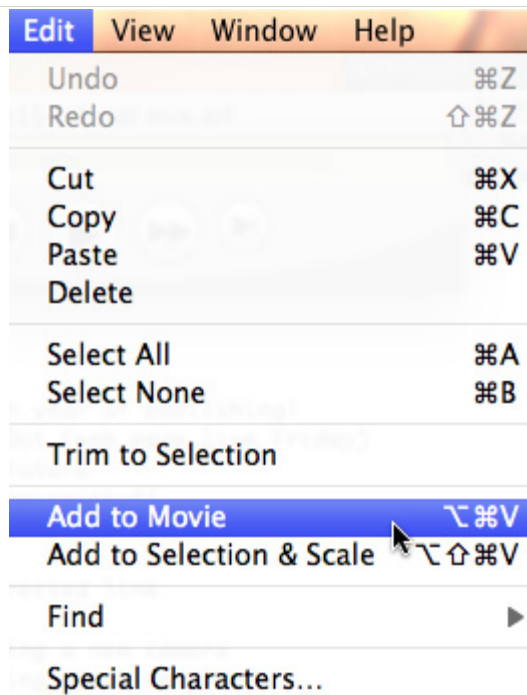 Edit View Window Help
Undo ⌘Z
Redo ⇧⌘Z
Cut ⌘X
Copy ⌘C
Paste ⌘V
Delete
Select All ⌘A
Select None ⌘B
Trim to Selection
Add to Movie ⌥⌘V
Add to Selection & Scale ⌥⇧⌘V
Find ▶
Special Characters...